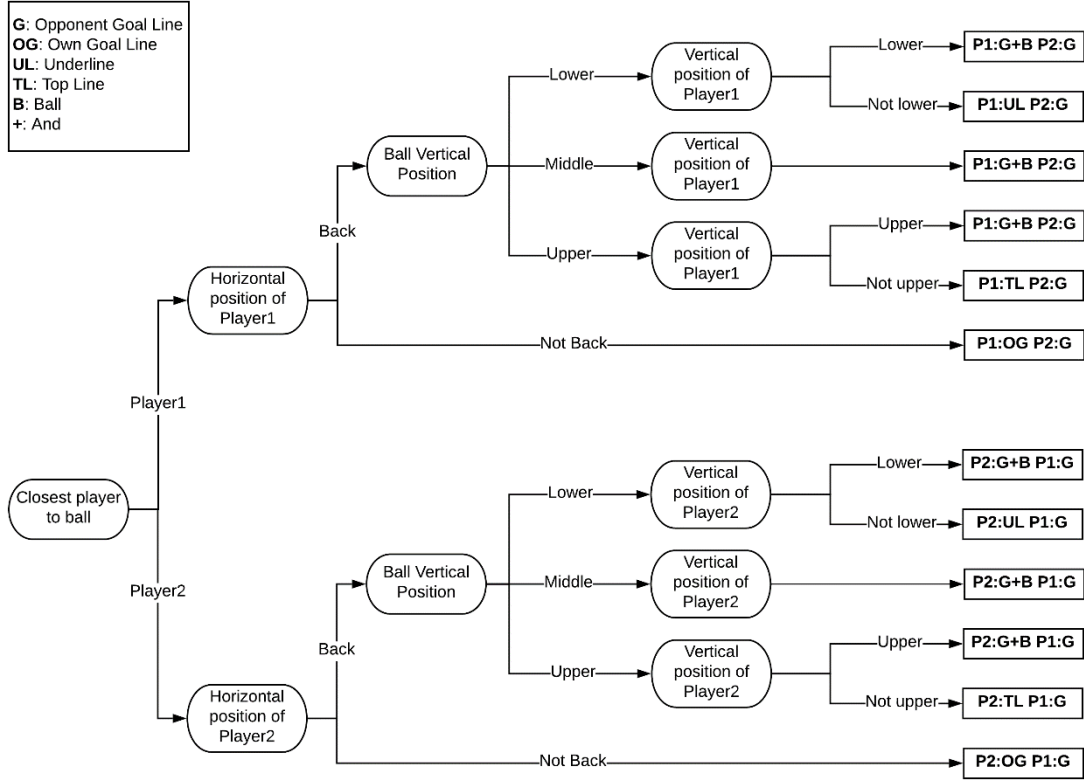 G: Opponent Goal Line
OG: Own Goal Line
UL: Underline
TL: Top Line
B: Ball
+: And
Closest player
to ball
Player1
Player2
Horizontal
position of
Player1
Back
Not Back
Ball Vertical
Position
Lower
Middle
Upper
Vertical
position of
Player1
Lower
Not lower
P1:G+B P2:G
P1:UL P2:G
Vertical
position of
Player1
P1:G+B P2:G
Vertical
position of
Player1
Upper
Not upper
P1:G+B P2:G
P1:TL P2:G
P1:OG P2:G
Horizontal
position of
Player2
Back
Not Back
Ball Vertical
Position
Lower
Middle
Upper
Vertical
position of
Player2
Lower
Not lower
P2:G+B P1:G
P2:UL P1:G
Vertical
position of
Player2
P2:G+B P1:G
Vertical
position of
Player2
Upper
Not upper
P2:G+B P1:G
P2:TL P1:G
P2:OG P1:G